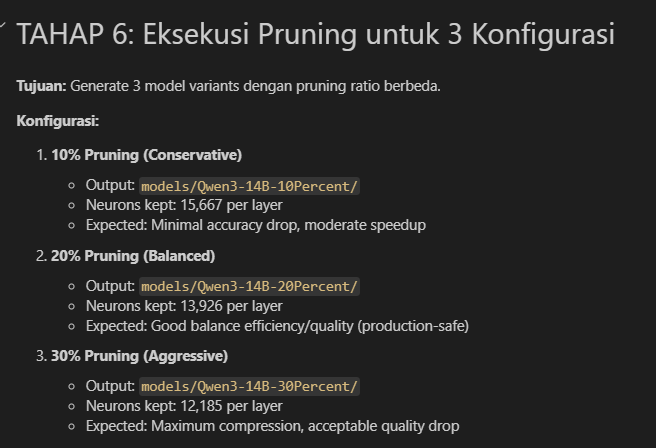 TAHAP 6: Eksekusi Pruning untuk 3 Konfigurasi
Tujuan: Generate 3 model variants dengan pruning ratio berbeda.
Konfigurasi:
1. 10% Pruning (Conservative)
◦ Output: models/Qwen3-14B-10Percent/
◦ Neurons kept: 15,667 per layer
◦ Expected: Minimal accuracy drop, moderate speedup
2. 20% Pruning (Balanced)
◦ Output: models/Qwen3-14B-20Percent/
◦ Neurons kept: 13,926 per layer
◦ Expected: Good balance efficiency/quality (production-safe)
3. 30% Pruning (Aggressive)
◦ Output: models/Qwen3-14B-30Percent/
◦ Neurons kept: 12,185 per layer
◦ Expected: Maximum compression, acceptable quality drop